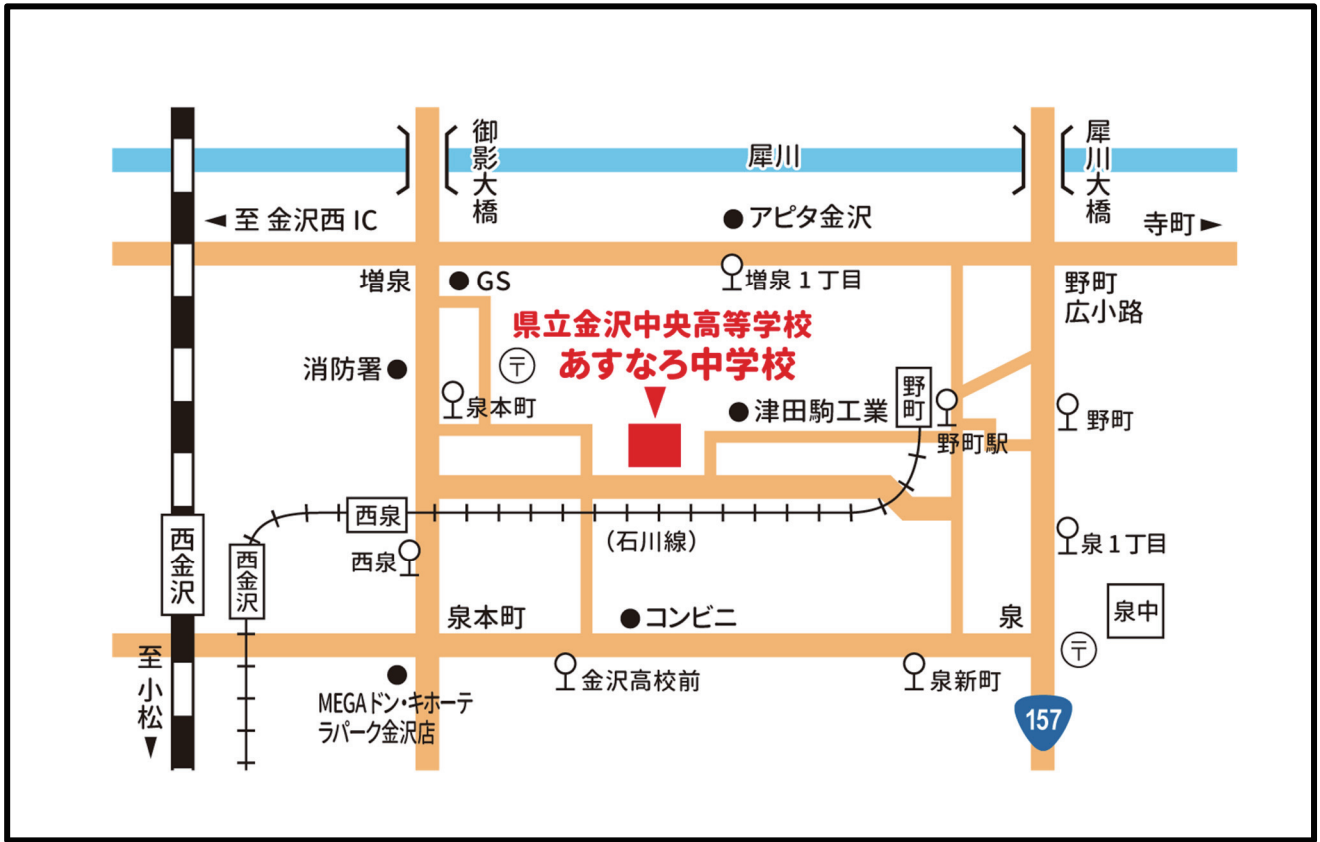 御影大橋
犀川
犀川大橋
◄ 至 金沢西 IC
アピタ金沢
寺町 ►
増泉
GS
増泉 1 丁目
野町
広小路
県立金沢中央高等学校
あすなろ中学校
消防署
〒
泉本町
津田駒工業
野町
野町駅
野町
西泉
(石川線)
西金沢
西金沢
西泉
泉 1 丁目
泉本町
コンビニ
泉
泉中
〒
至 小松
MEGAドン・キホーテ
ラパーク金沢店
金沢高校前
泉新町
157